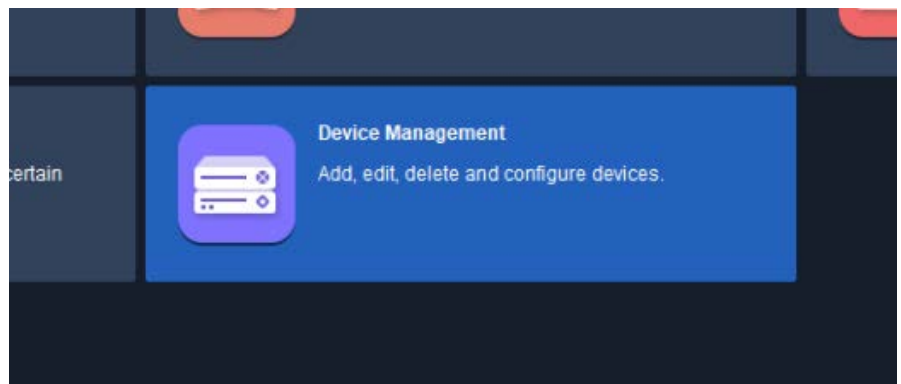 Device Management
certain
Add, edit, delete and configure devices.